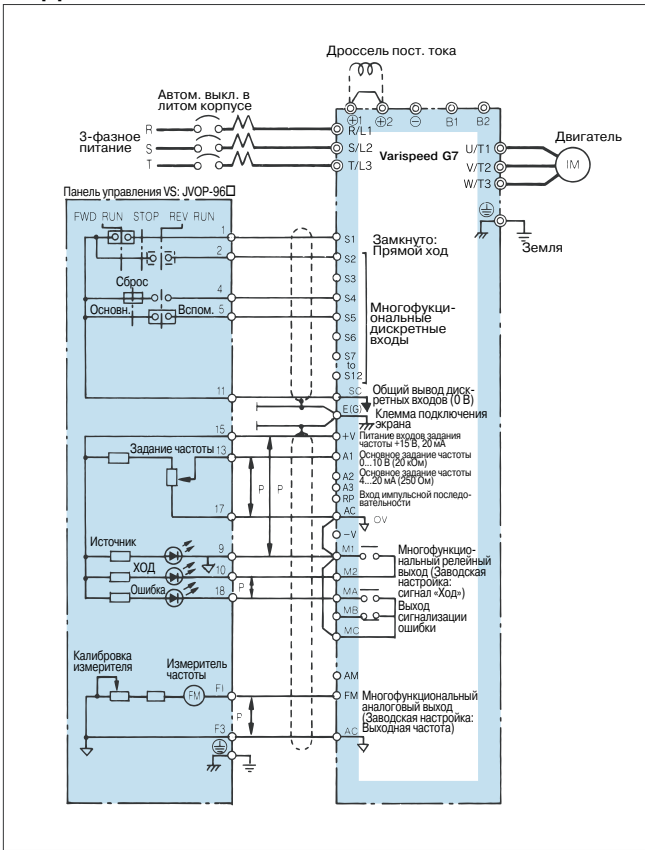 Дроссель пост. тока
Автом. выкл. в
литом корпусе
3-фазное
питание
R
S
T
⊕1
⊕2
⊖
B1
B2
R/L1
S/L2
T/L3
Varispeed G7
U/T1
V/T2
W/T3
Двигатель
IM
Земля
Панель управления VS: JVOP-96□
FWD RUN STOP REV RUN
1
2
Сброс
4
Основн.
Вспом.
5
11
S1
Замкнуто:
Прямой ход
S2
S3
S4
S5
S6
S7
to
S12
Многофукци-
ональные
дискретные
входы
SC
Общий вывод диск-
ретных входов (0 В)
E(G)
Клемма подключения
экрана
15
Задание частоты
13
17
P
P
+V
Питание входов задания
частоты +15 В, 20 мА
A1
Основное задание частоты
0...10 В (20 кОм)
A2
Основное задание частоты
4...20 мА (250 Ом)
A3
RP
Вход импульсной последо-
вательности
AC
OV
-V
Источник
9
ХОД
10
Ошибка
18
P
M1
M2
Многофункцио-
нальный релейный
выход (Заводская
настройка:
сигнал «Ход»)
MA
MB
MC
Выход
сигнализации
ошибки
Калибровка
измерителя
Измеритель
частоты
FM
F1
P
F3
AM
FM
Многофункциональный
аналоговый выход
(Заводская настройка:
Выходная частота)
AC